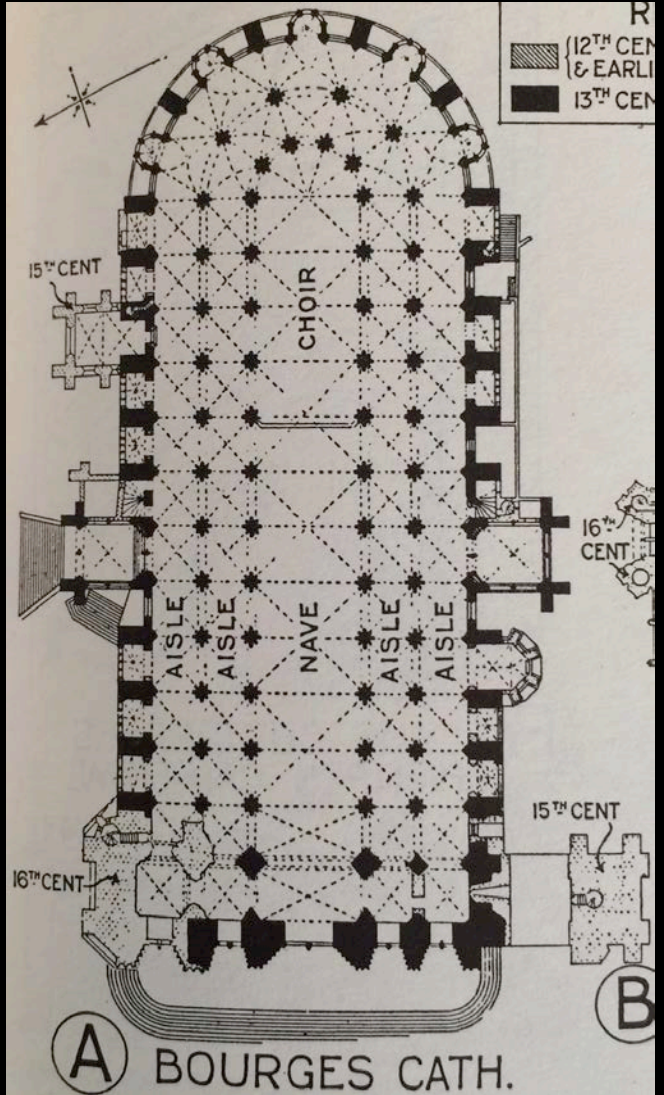 R
{12TH CEN
& EARLI
13TH CEN
15TH CENT
CHOIR
16TH
CENT
AISLE
AISLE
NAVE
AISLE
AISLE
15TH CENT
16TH CENT
A
BOURGES CATH.
B